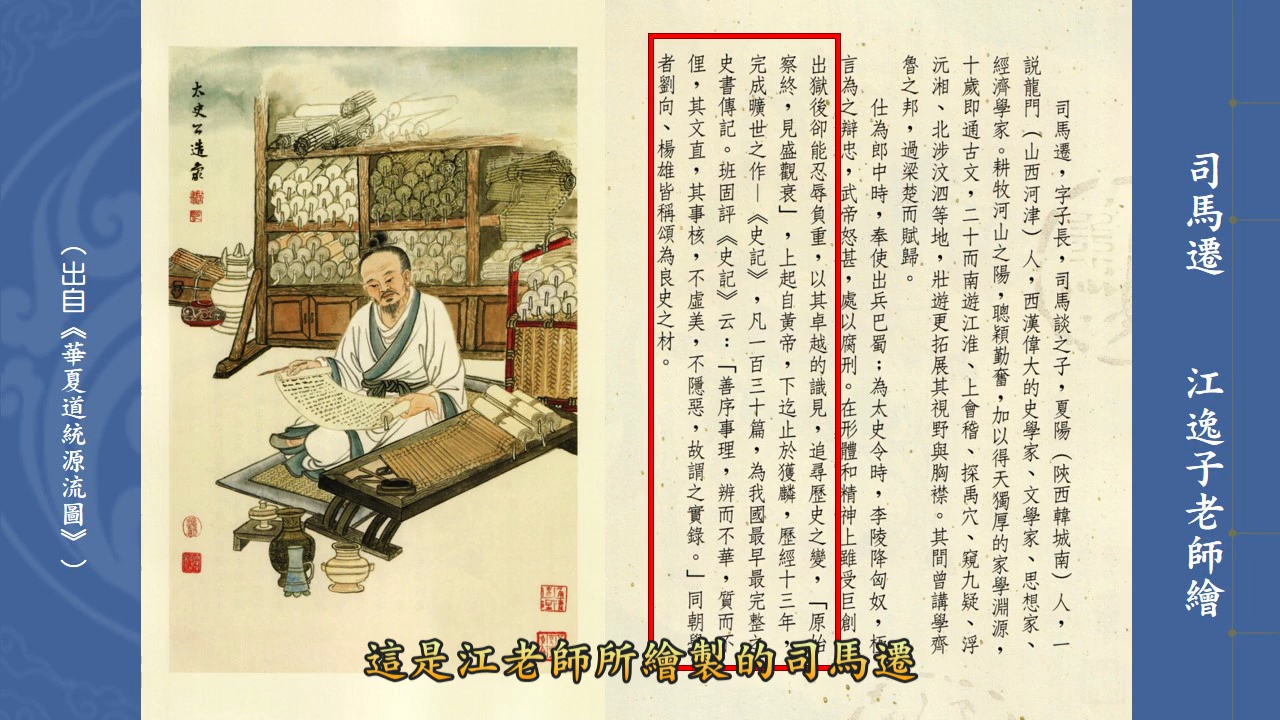 司馬遷　江逸子老師繪
司馬遷，字子長，司馬談之子，夏陽（陝西韓城南）人，一
説龍門（山西河津）人，西漢偉大的史學家、文學家、思想家、
經濟學家。耕牧河山之陽，聰穎勤奮，加以得天獨厚的家學淵源，
十歲即通古文，二十而南遊江淮、上會稽、探禹穴、窺九疑、浮
沅湘、北涉汶泗等地，壯遊更拓展其視野與胸襟。其間曾講學齊
魯之邦，過梁楚而賦歸。
仕為郎中時，奉使出兵巴蜀；為太史令時，李陵降匈奴，極
言為之辯忠，武帝怒甚，處以腐刑。在形體和精神上雖受巨創，
出獄後卻能忍辱負重，以其卓越的識見，追尋歷史之變，「原始
察終，見盛觀衰」，上起自黃帝，下迄止於獲麟，歷經十三年，
完成曠世之作—《史記》，凡一百三十篇，為我國最早最完整之
史書傳記。班固評《史記》云：「善序事理，辨而不華，質而不
俚，其文直，其事核，不虛美，不隱惡，故謂之實錄。」同朝學
者劉向、楊雄皆稱頌為良史之材。
太史公造像
（出自《華夏道統源流圖》）
這是江老師所繪製的司馬遷